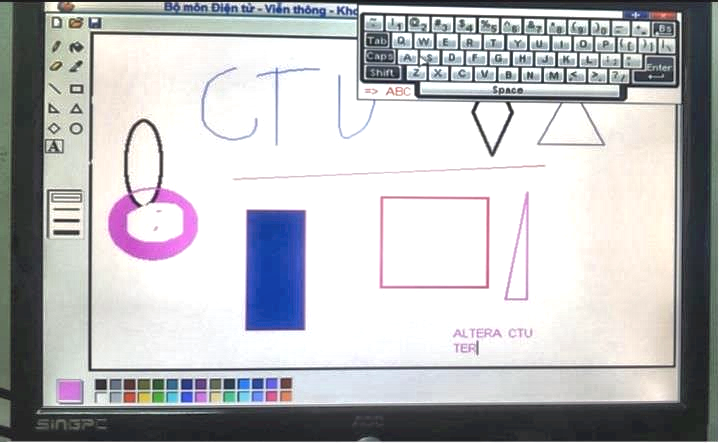 Bộ môn Điện tử - Viễn thông - Kho
CTU
Tab Q W E R T Y U I O P
Caps A S D F G H J K L Enter
Shift Z X C V B N M
=> ABC Space
A
ALTERA CTU
TER
SINGPC AOC